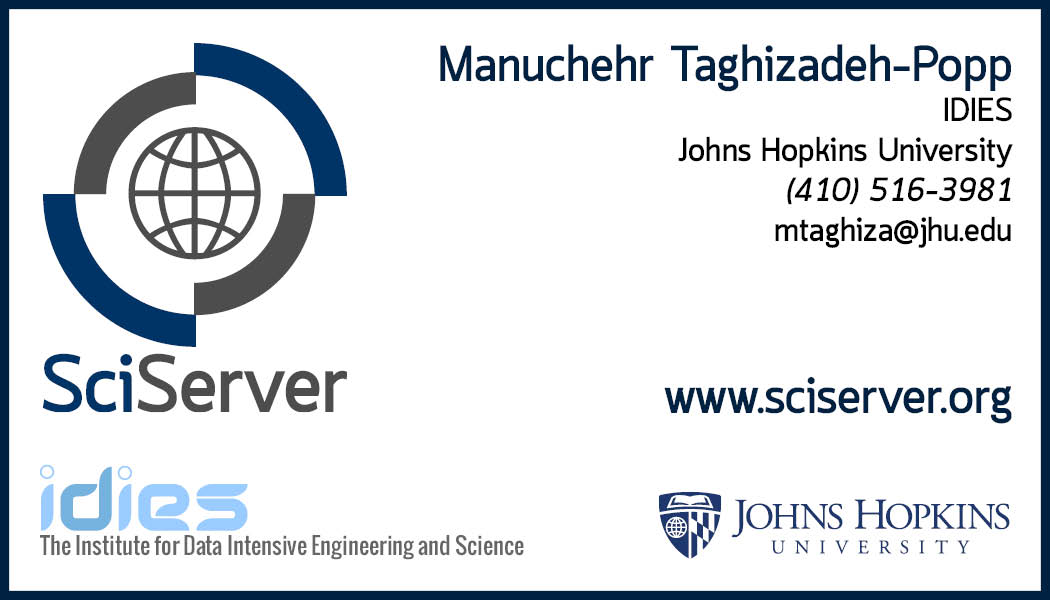 Manuchehr Taghizadeh-Popp
IDIES
Johns Hopkins University
(410) 516-3981
mtaghiza@jhu.edu
SciServer
www.sciserver.org
idies
The Institute for Data Intensive Engineering and Science
JOHNS HOPKINS
UNIVERSITY